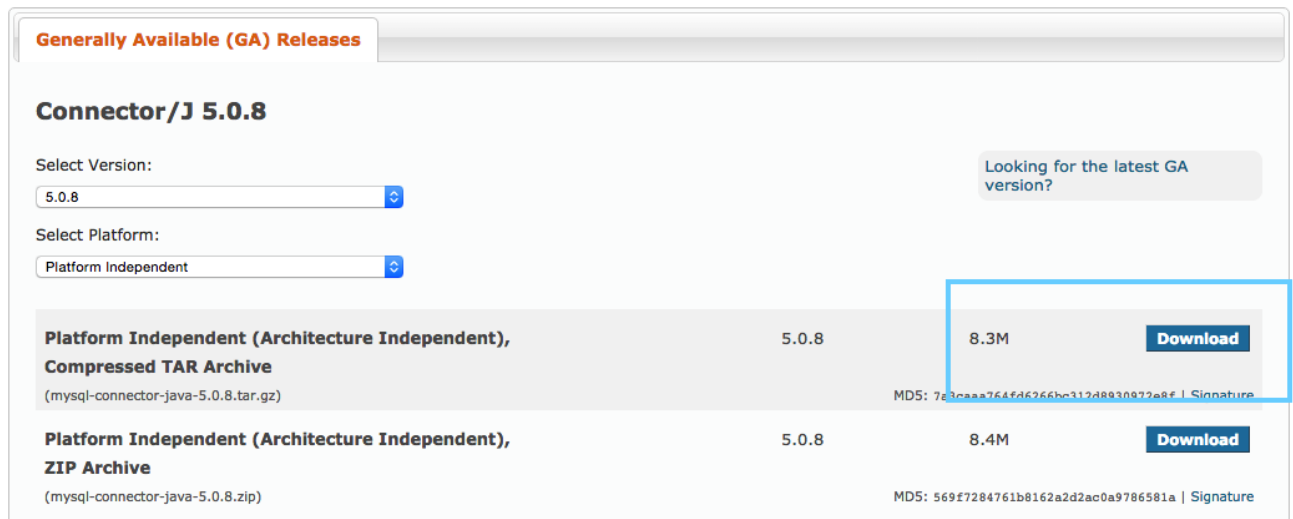 Generally Available (GA) Releases
Connector/J 5.0.8
Select Version:
5.0.8
Looking for the latest GA
version?
Select Platform:
Platform Independent
Platform Independent (Architecture Independent),
Compressed TAR Archive
5.0.8
8.3M
Download
(mysql-connector-java-5.0.8.tar.gz)
MD5: 7a3caaa764fd6266bc312d8930972e8f | Signature
Platform Independent (Architecture Independent),
ZIP Archive
5.0.8
8.4M
Download
(mysql-connector-java-5.0.8.zip)
MD5: 569f7284761b8162a2d2ac0a9786581a | Signature